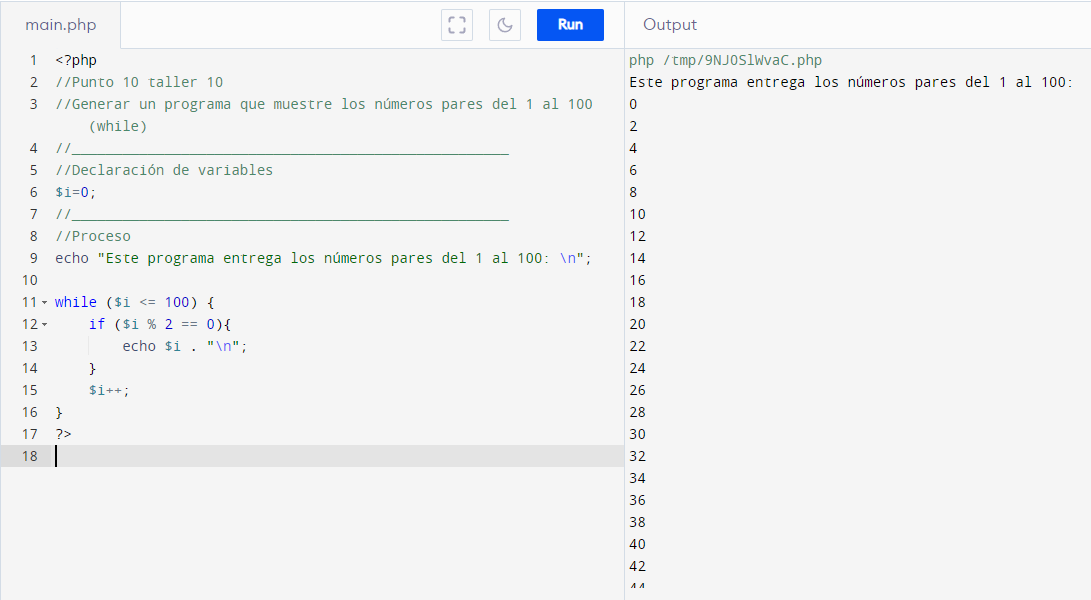 main.php
Run
Output
1 <?php
2 //Punto 10 taller 10
3 //Generar un programa que muestre los números pares del 1 al 100
(while)
4 //____________________________________________________
5 //Declaración de variables
6 $i=0;
7 //____________________________________________________
8 //Proceso
9 echo "Este programa entrega los números pares del 1 al 100: \n";
10
11 while ($i <= 100) {
12 if ($i % 2 == 0){
13 echo $i . "\n";
14 }
15 $i++;
16 }
17 ?>
18
php /tmp/9NJ0SlWvaC.php
Este programa entrega los números pares del 1 al 100:
0
2
4
6
8
10
12
14
16
18
20
22
24
26
28
30
32
34
36
38
40
42
44